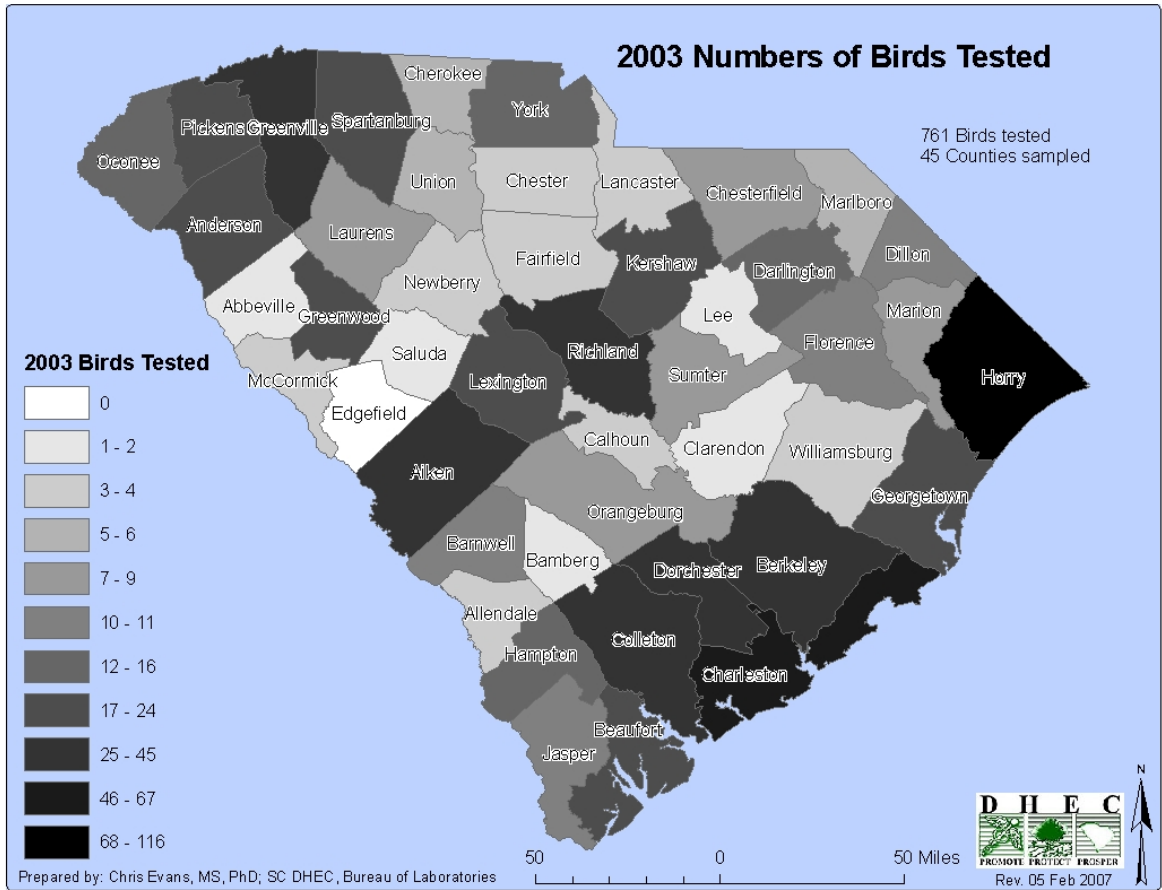 2003 Numbers of Birds Tested
761 Birds tested
45 Counties sampled
Cherokee
York
Pickens
Greenville
Spartanburg
Oconee
Union
Chester
Lancaster
Chesterfield
Marlboro
Anderson
Laurens
Fairfield
Kershaw
Darlington
Dillon
Newberry
Abbeville
Greenwood
Lee
Marion
Saluda
Richland
Florence
McCormick
Lexington
Sumter
Horry
Edgefield
Calhoun
Clarendon
Williamsburg
Aiken
Georgetown
Orangeburg
Barnwell
Bamberg
Dorchester
Berkeley
Allendale
Colleton
Hampton
Charleston
Beaufort
Jasper
2003 Birds Tested
0
1 - 2
3 - 4
5 - 6
7 - 9
10 - 11
12 - 16
17 - 24
25 - 45
46 - 67
68 - 116
50 0 50 Miles
N
D H E C
PROMOTE PROTECT PROSPER
Prepared by: Chris Evans, MS, PhD; SC DHEC, Bureau of Laboratories
Rev. 05 Feb 2007